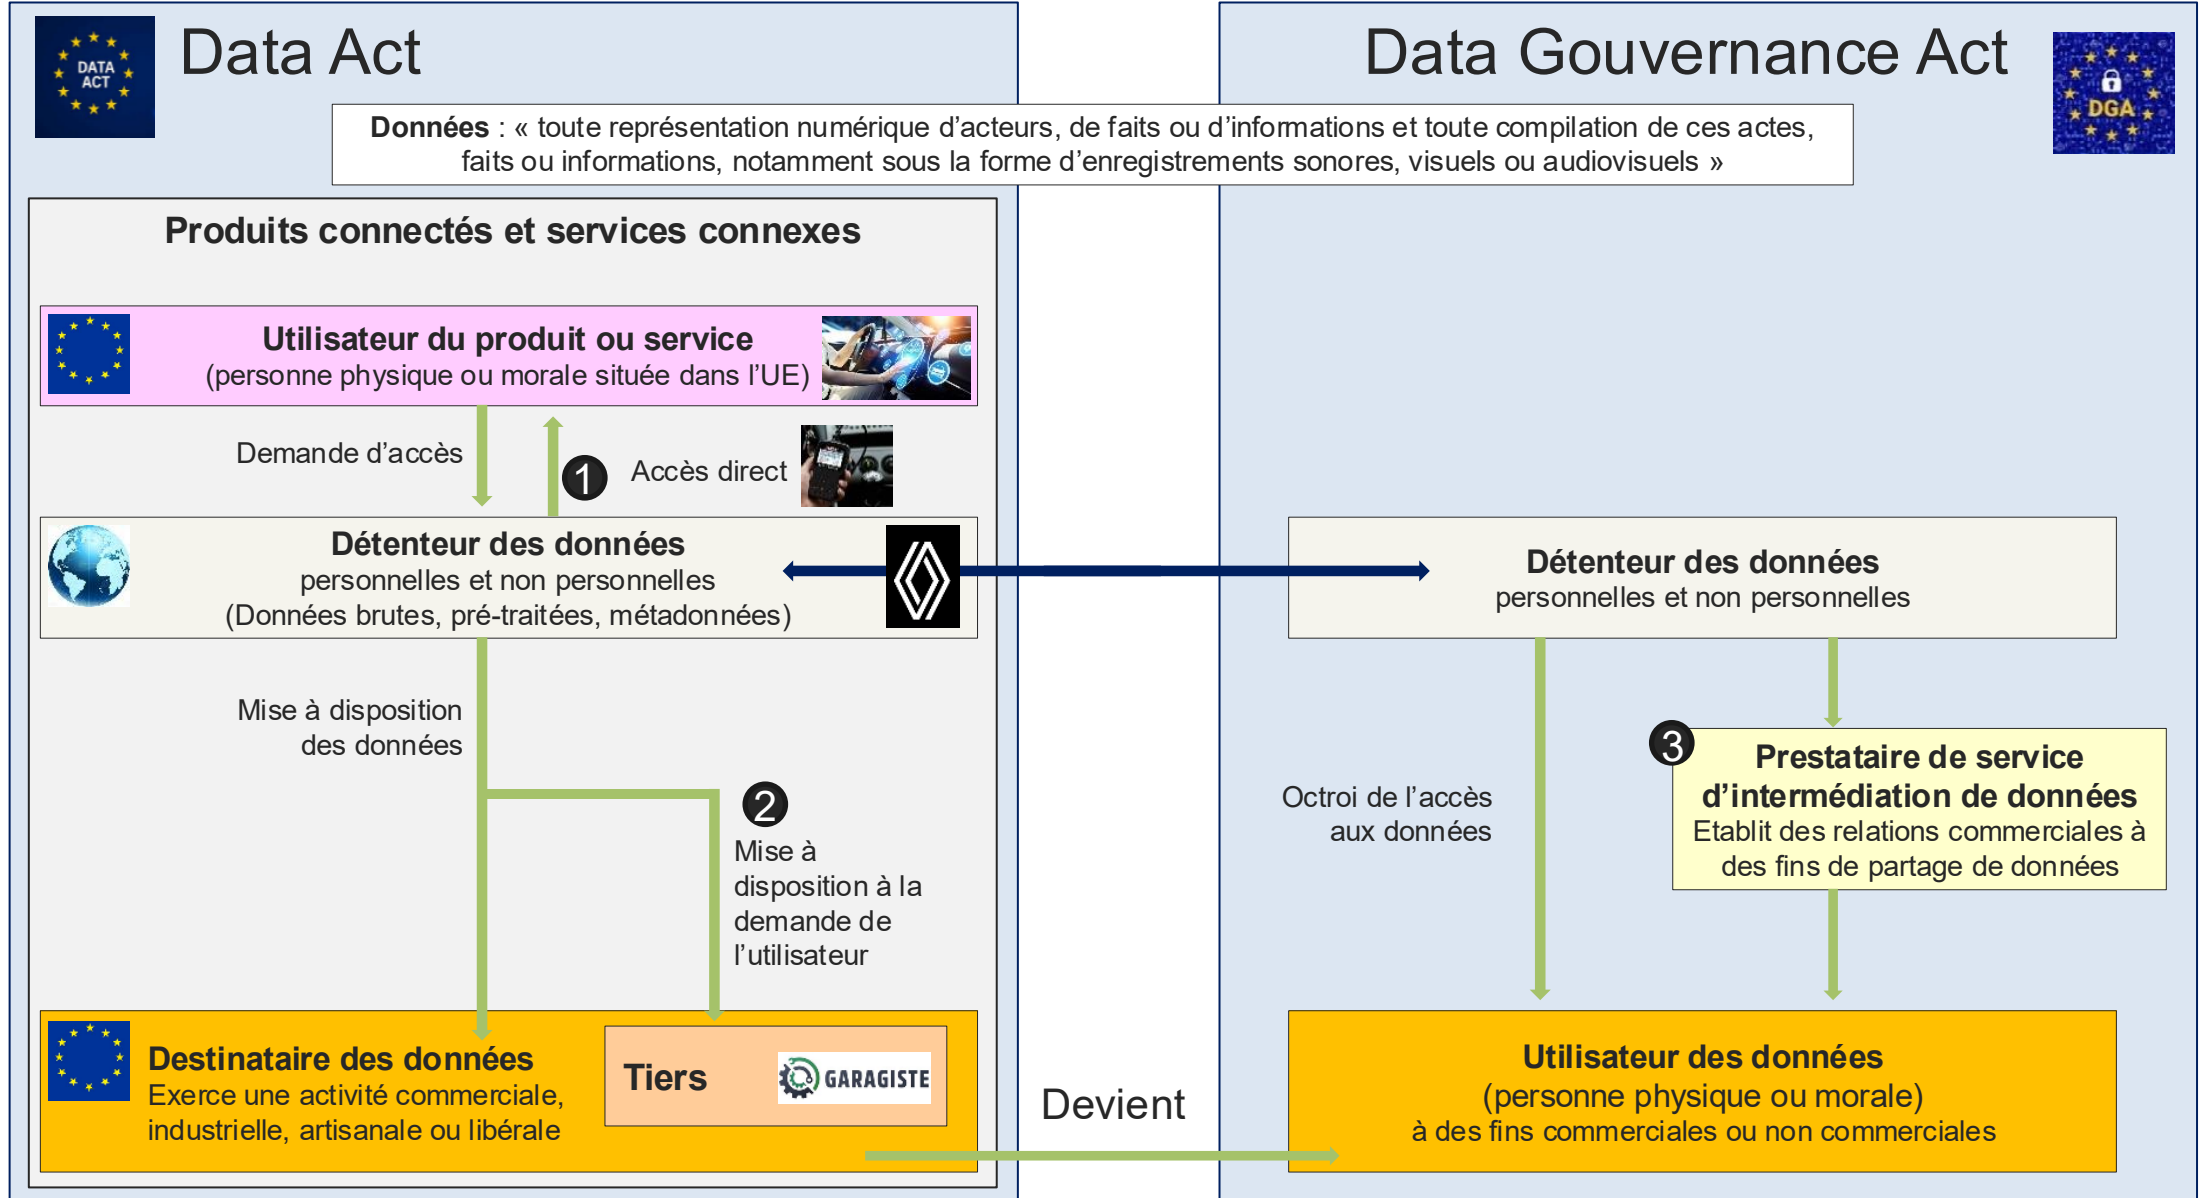 DATA
ACT
Data Act
Data Gouvernance Act
DGA
Données : « toute représentation numérique d’acteurs, de faits ou d’informations et toute compilation de ces actes,
faits ou informations, notamment sous la forme d’enregistrements sonores, visuels ou audiovisuels »
Produits connectés et services connexes
Utilisateur du produit ou service
(personne physique ou morale située dans l’UE)
Demande d’accès
1
Accès direct
Détenteur des données
personnelles et non personnelles
(Données brutes, pré-traitées, métadonnées)
Détenteur des données
personnelles et non personnelles
Mise à disposition
des données
2
Mise à
disposition à la
demande de
l’utilisateur
Octroi de l’accès
aux données
3
Prestataire de service
d’intermédiation de données
Etablit des relations commerciales à
des fins de partage de données
Destinataire des données
Exerce une activité commerciale,
industrielle, artisanale ou libérale
Tiers
GARAGISTE
Devient
Utilisateur des données
(personne physique ou morale)
à des fins commerciales ou non commerciales